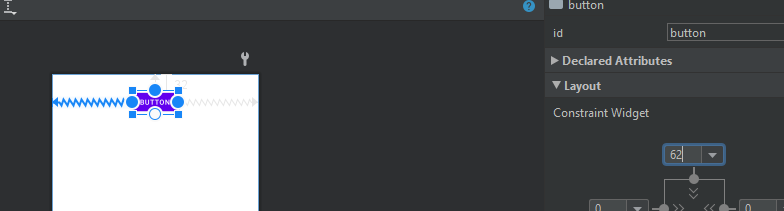 button
id
button
Declared Attributes
Layout
BUTTON
Constraint Widget
62
0
0